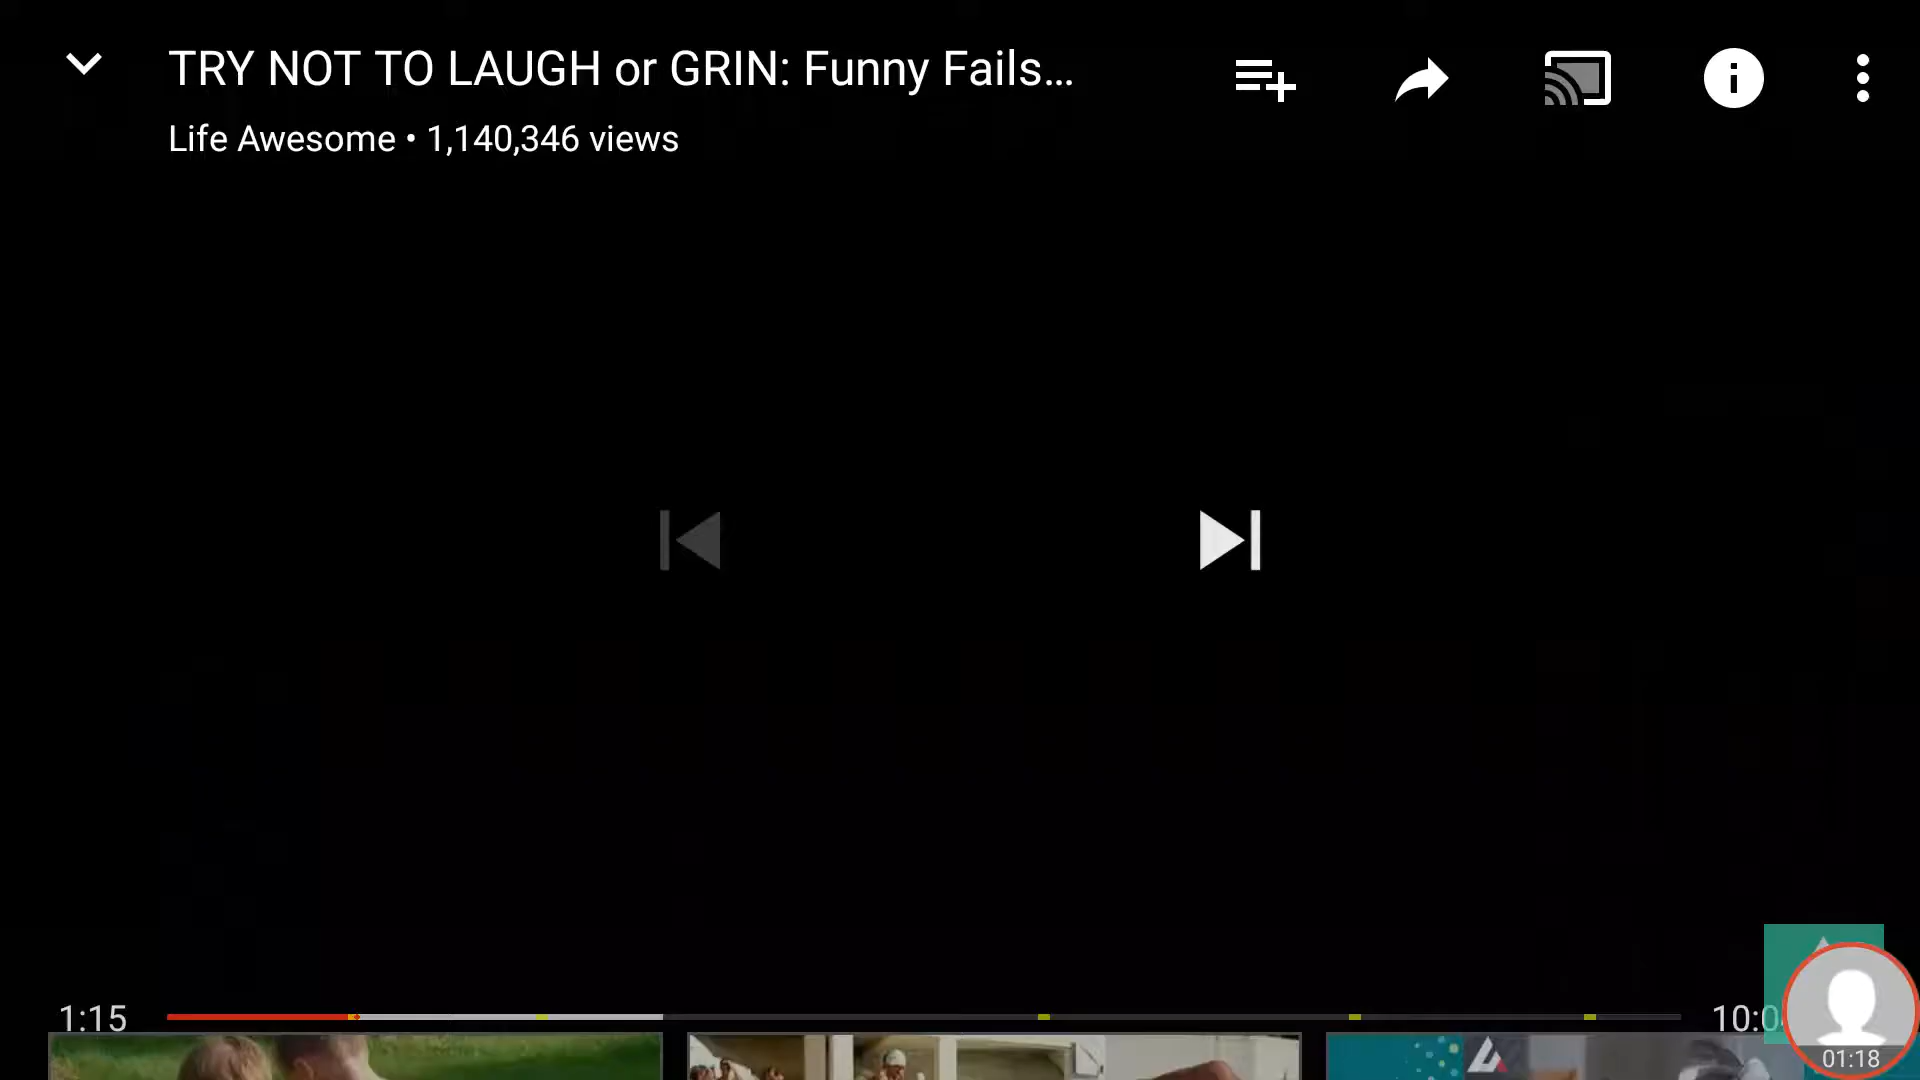 TRY NOT TO LAUGH or GRIN: Funny Fails...
Life Awesome • 1,140,346 views
1:15
01:18